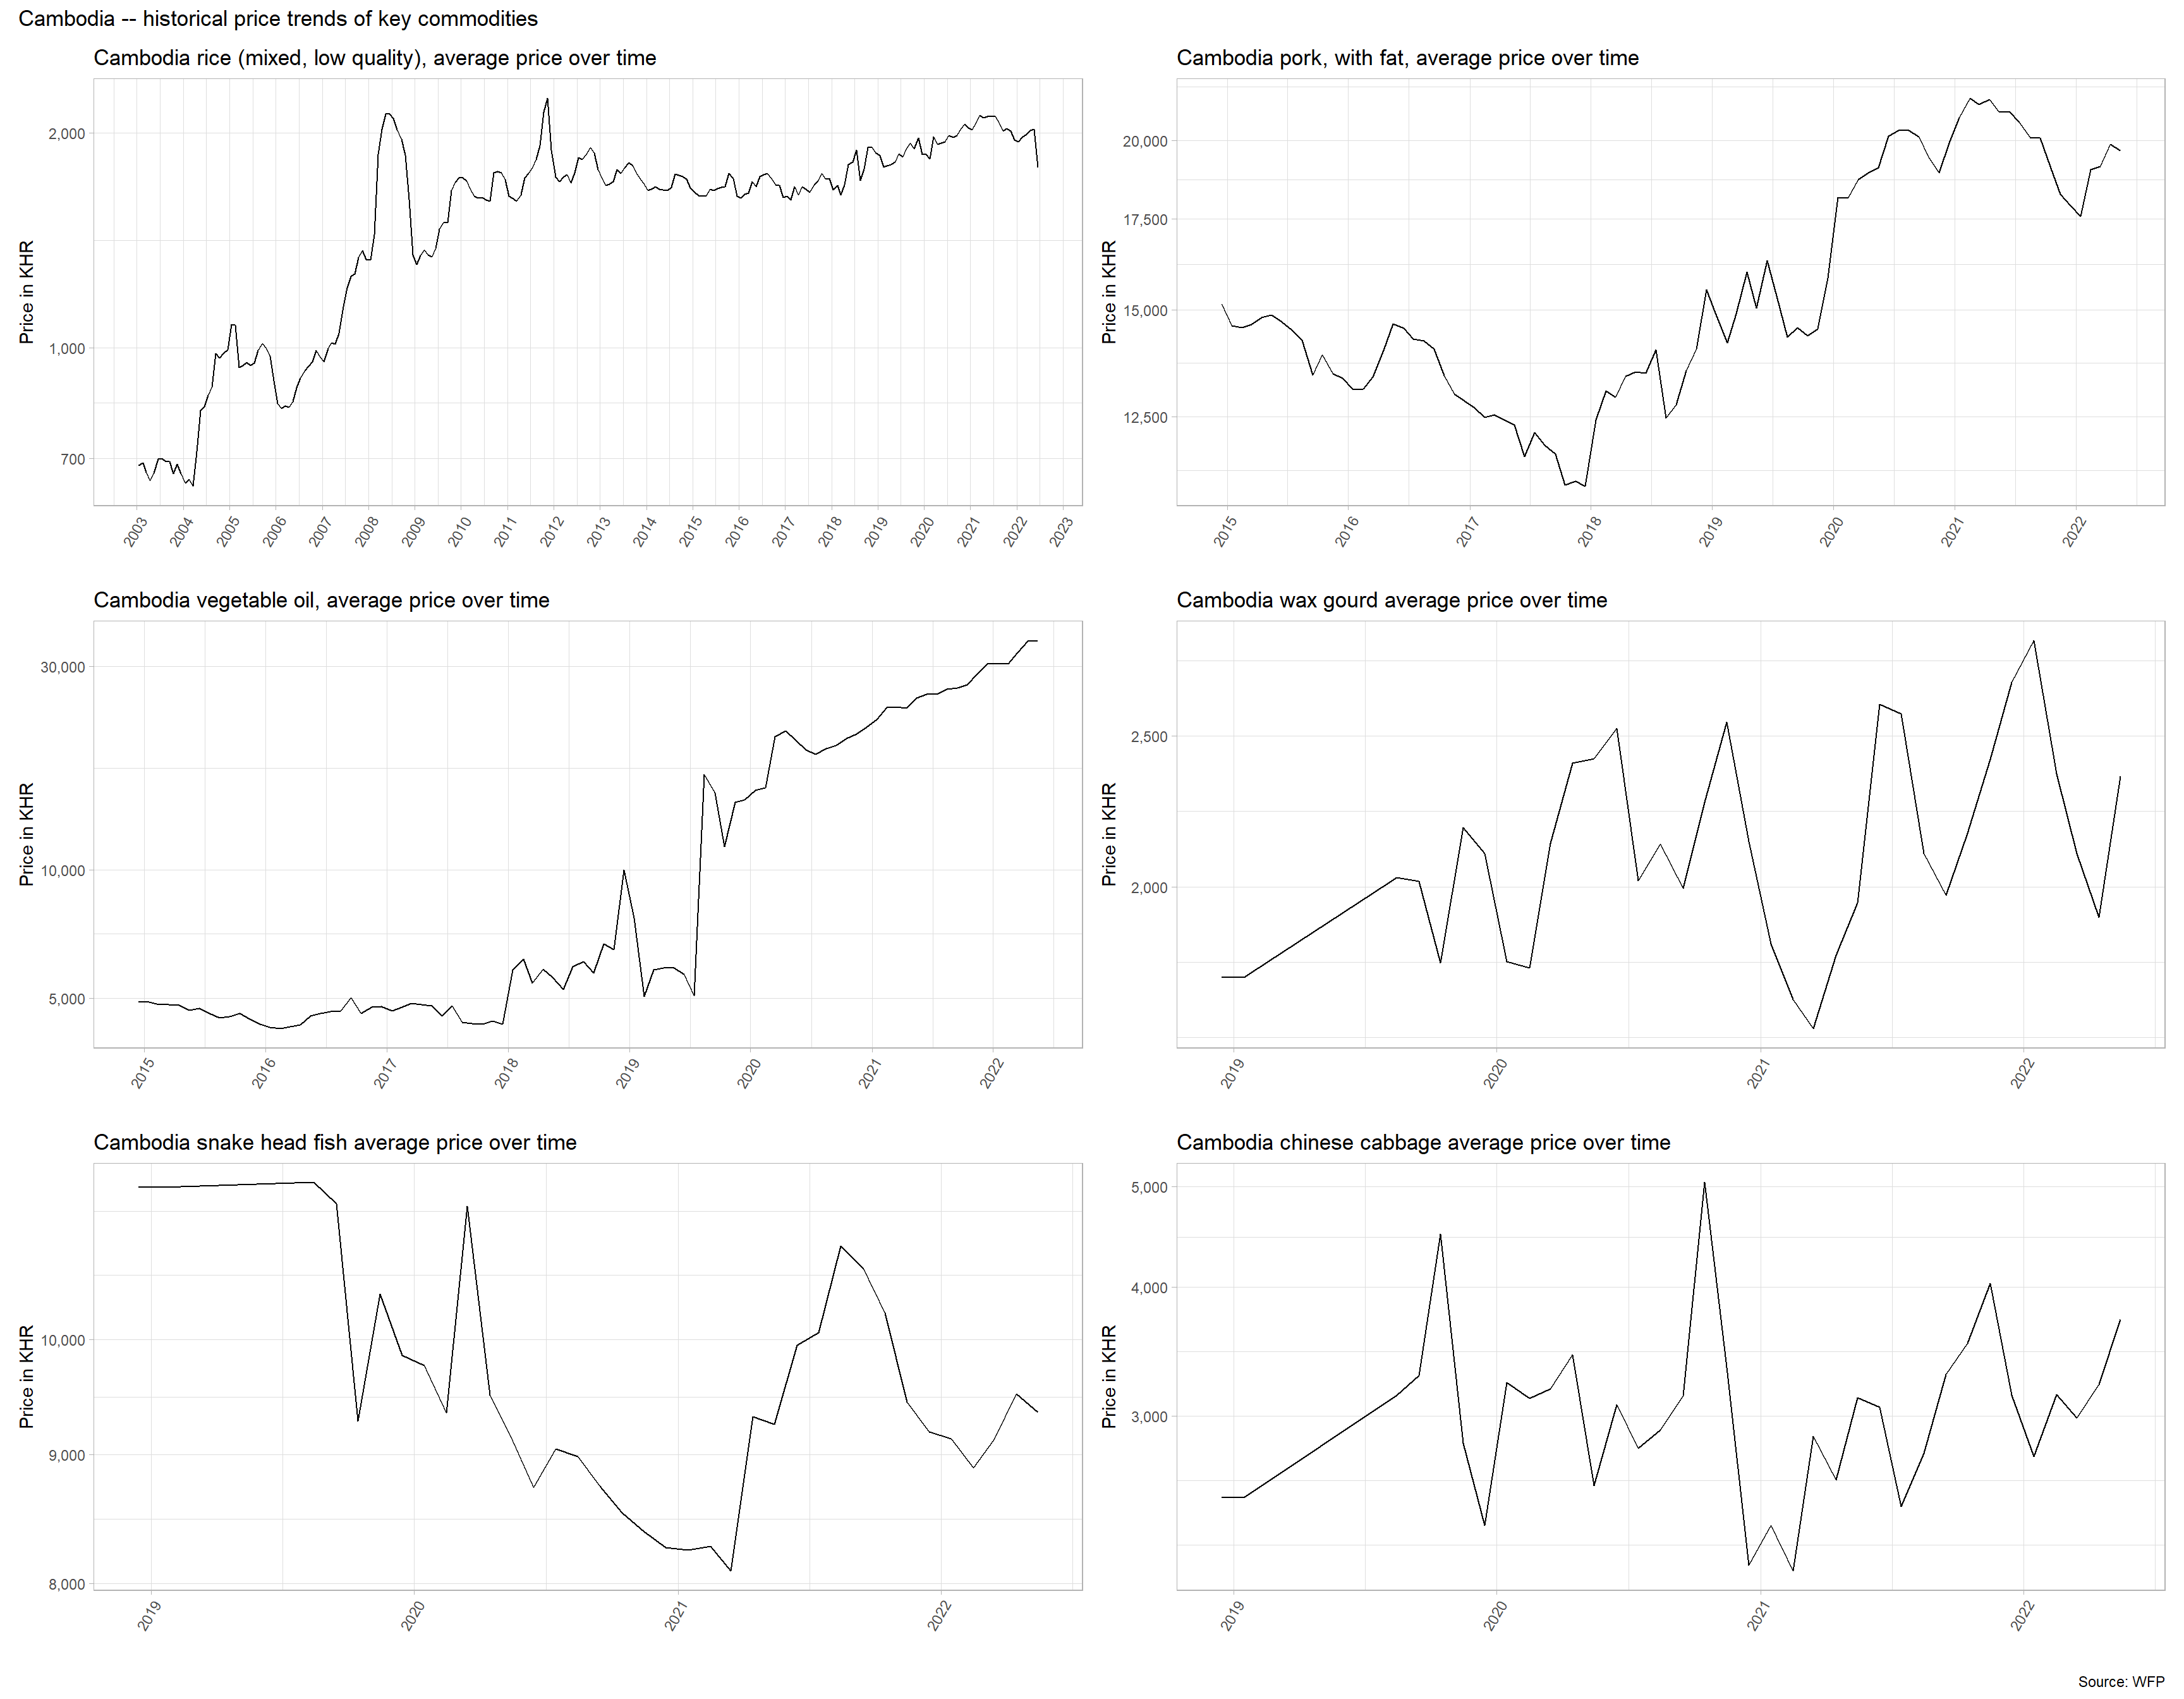 Cambodia -- historical price trends of key commodities
Cambodia rice (mixed, low quality), average price over time
Price in KHR
2,000
1,000
700
2003 2004 2005 2006 2007 2008 2009 2010 2011 2012 2013 2014 2015 2016 2017 2018 2019 2020 2021 2022 2023
Cambodia pork, with fat, average price over time
Price in KHR
20,000
17,500
15,000
12,500
2015 2016 2017 2018 2019 2020 2021 2022
Cambodia vegetable oil, average price over time
Price in KHR
30,000
10,000
5,000
2015 2016 2017 2018 2019 2020 2021 2022
Cambodia wax gourd average price over time
Price in KHR
2,500
2,000
2019 2020 2021 2022
Cambodia snake head fish average price over time
Price in KHR
10,000
9,000
8,000
2019 2020 2021 2022
Cambodia chinese cabbage average price over time
Price in KHR
5,000
4,000
3,000
2019 2020 2021 2022
Source: WFP